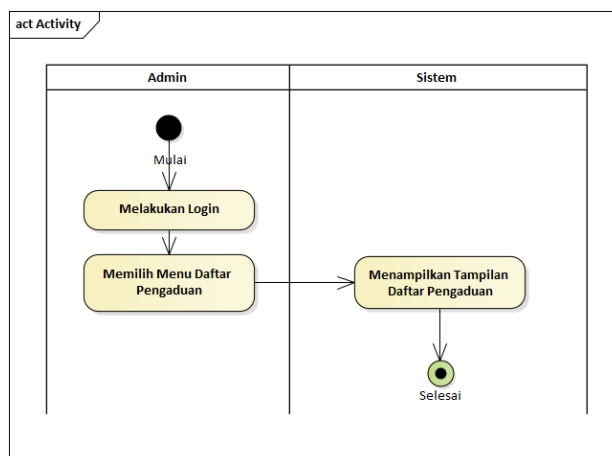 act Activity
Admin
Sistem
Mulai
Melakukan Login
Memilih Menu Daftar
Pengaduan
Menampilkan Tampilan
Daftar Pengaduan
Selesai